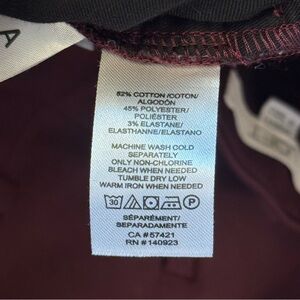 A
52% COTTON /COTON/
ALGODÓN
45% POLYESTER/
POLIÉSTER
3% ELASTANE/
ELASTHANNE/ELASTANO
MACHINE WASH COLD
SEPARATELY
ONLY NON-CHLORINE
BLEACH WHEN NEEDED
TUMBLE DRY LOW
WARM IRON WHEN NEEDED
30
SÉPARÉMENT/
SEPARADAMENTE
CA #57421
RN #140923